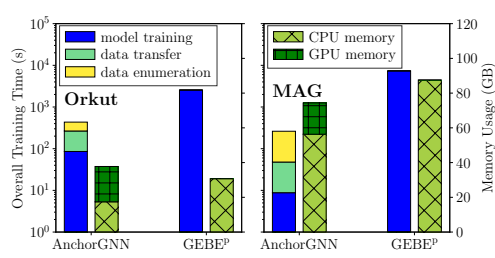 Overall Training Time (s)
10^5
10^4
10^3
10^2
10^1
10^0
model training
data transfer
data enumeration
Orkut
AnchorGNN
GEBE^p
CPU memory
GPU memory
MAG
AnchorGNN
GEBE^p
120
100
80
60
40
20
0
Memory Usage (GB)